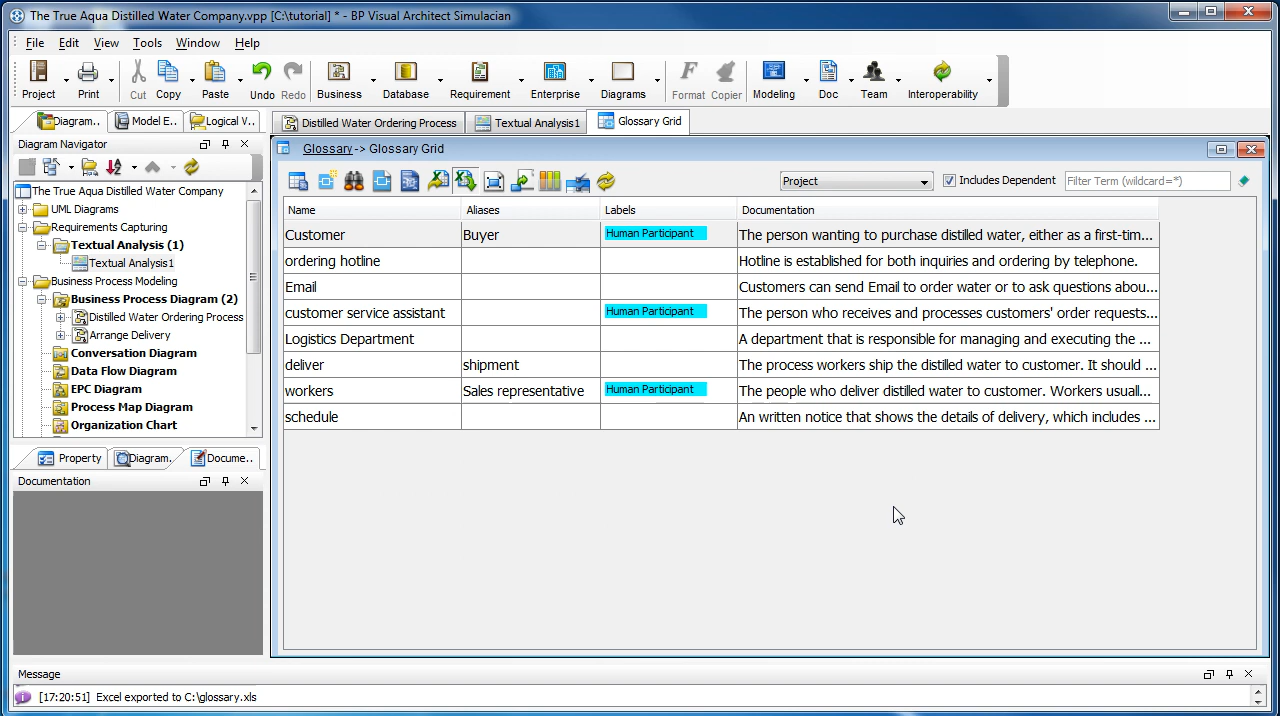 The True Aqua Distilled Water Company.vpp [C:\tutorial] * - BP Visual Architect Simulacian
File Edit View Tools Window Help
Project Print Cut Copy Paste Undo Redo Business Database Requirement Enterprise Diagrams Format Copier Modeling Doc Team Interoperability
Diagram.. Model E.. Logical V..
Distilled Water Ordering Process Textual Analysis1 Glossary Grid
Diagram Navigator
Glossary -> Glossary Grid
Project Includes Dependent Filter Term (wildcard=*)
The True Aqua Distilled Water Company
UML Diagrams
Requirements Capturing
Textual Analysis (1)
Textual Analysis1
Business Process Modeling
Business Process Diagram (2)
Distilled Water Ordering Process
Arrange Delivery
Conversation Diagram
Data Flow Diagram
EPC Diagram
Process Map Diagram
Organization Chart
Name Aliases Labels Documentation
Customer Buyer Human Participant The person wanting to purchase distilled water, either as a first-tim...
ordering hotline Hotline is established for both inquiries and ordering by telephone.
Email Customers can send Email to order water or to ask questions abou...
customer service assistant Human Participant The person who receives and processes customers' order requests...
Logistics Department A department that is responsible for managing and executing the ...
deliver shipment The process workers ship the distilled water to customer. It should ...
workers Sales representative Human Participant The people who deliver distilled water to customer. Workers usuall...
schedule An written notice that shows the details of delivery, which includes ...
Property Diagram. Docume..
Documentation
Message
[17:20:51] Excel exported to C:\glossary.xls